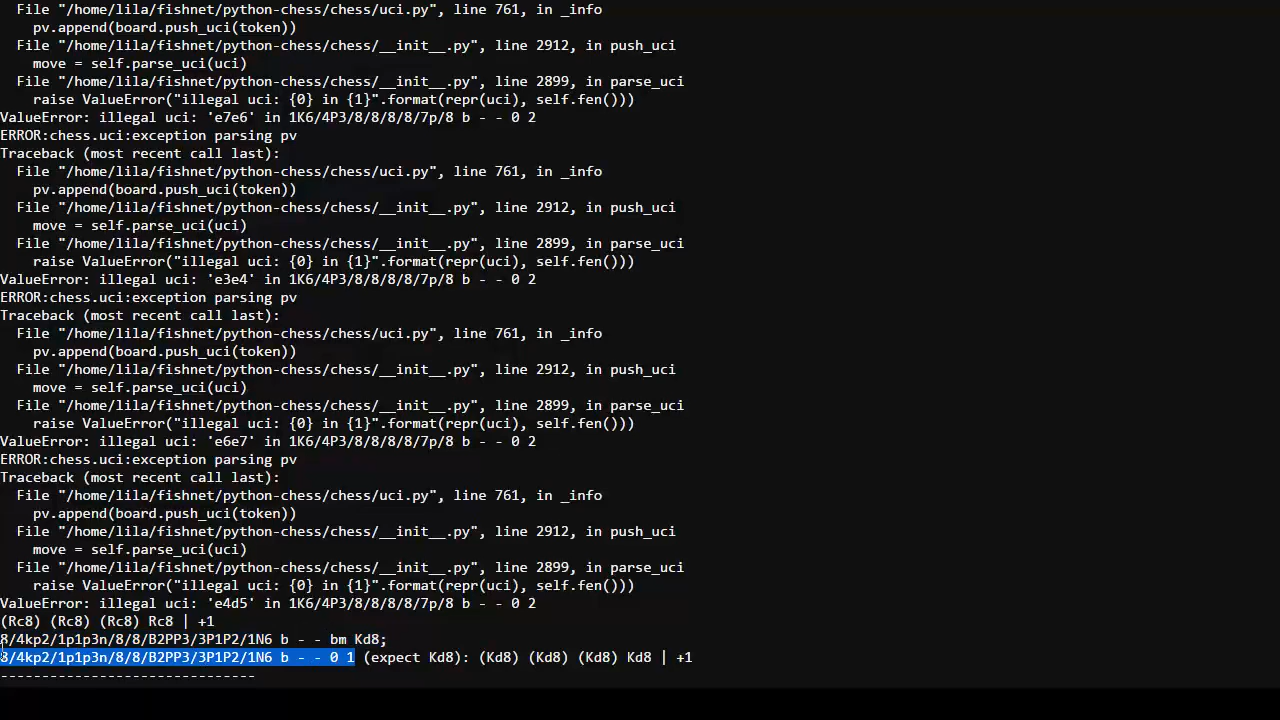 File "/home/lila/fishnet/python-chess/chess/uci.py", line 761, in _info
pv.append(board.push_uci(token))
File "/home/lila/fishnet/python-chess/chess/__init__.py", line 2912, in push_uci
move = self.parse_uci(uci)
File "/home/lila/fishnet/python-chess/chess/__init__.py", line 2899, in parse_uci
raise ValueError("illegal uci: {0} in {1}".format(repr(uci), self.fen()))
ValueError: illegal uci: 'e7e6' in 1K6/4P3/8/8/8/8/7p/8 b - - 0 2
ERROR:chess.uci:exception parsing pv
Traceback (most recent call last):
File "/home/lila/fishnet/python-chess/chess/uci.py", line 761, in _info
pv.append(board.push_uci(token))
File "/home/lila/fishnet/python-chess/chess/__init__.py", line 2912, in push_uci
move = self.parse_uci(uci)
File "/home/lila/fishnet/python-chess/chess/__init__.py", line 2899, in parse_uci
raise ValueError("illegal uci: {0} in {1}".format(repr(uci), self.fen()))
ValueError: illegal uci: 'e3e4' in 1K6/4P3/8/8/8/8/7p/8 b - - 0 2
ERROR:chess.uci:exception parsing pv
Traceback (most recent call last):
File "/home/lila/fishnet/python-chess/chess/uci.py", line 761, in _info
pv.append(board.push_uci(token))
File "/home/lila/fishnet/python-chess/chess/__init__.py", line 2912, in push_uci
move = self.parse_uci(uci)
File "/home/lila/fishnet/python-chess/chess/__init__.py", line 2899, in parse_uci
raise ValueError("illegal uci: {0} in {1}".format(repr(uci), self.fen()))
ValueError: illegal uci: 'e6e7' in 1K6/4P3/8/8/8/8/7p/8 b - - 0 2
ERROR:chess.uci:exception parsing pv
Traceback (most recent call last):
File "/home/lila/fishnet/python-chess/chess/uci.py", line 761, in _info
pv.append(board.push_uci(token))
File "/home/lila/fishnet/python-chess/chess/__init__.py", line 2912, in push_uci
move = self.parse_uci(uci)
File "/home/lila/fishnet/python-chess/chess/__init__.py", line 2899, in parse_uci
raise ValueError("illegal uci: {0} in {1}".format(repr(uci), self.fen()))
ValueError: illegal uci: 'e4d5' in 1K6/4P3/8/8/8/8/7p/8 b - - 0 2
(Rc8) (Rc8) (Rc8) Rc8 | +1
8/4kp2/1p1p3n/8/8/B2PP3/3P1P2/1N6 b - - bm Kd8;
8/4kp2/1p1p3n/8/8/B2PP3/3P1P2/1N6 b - - 0 1 (expect Kd8): (Kd8) (Kd8) (Kd8) Kd8 | +1
-------------------------------